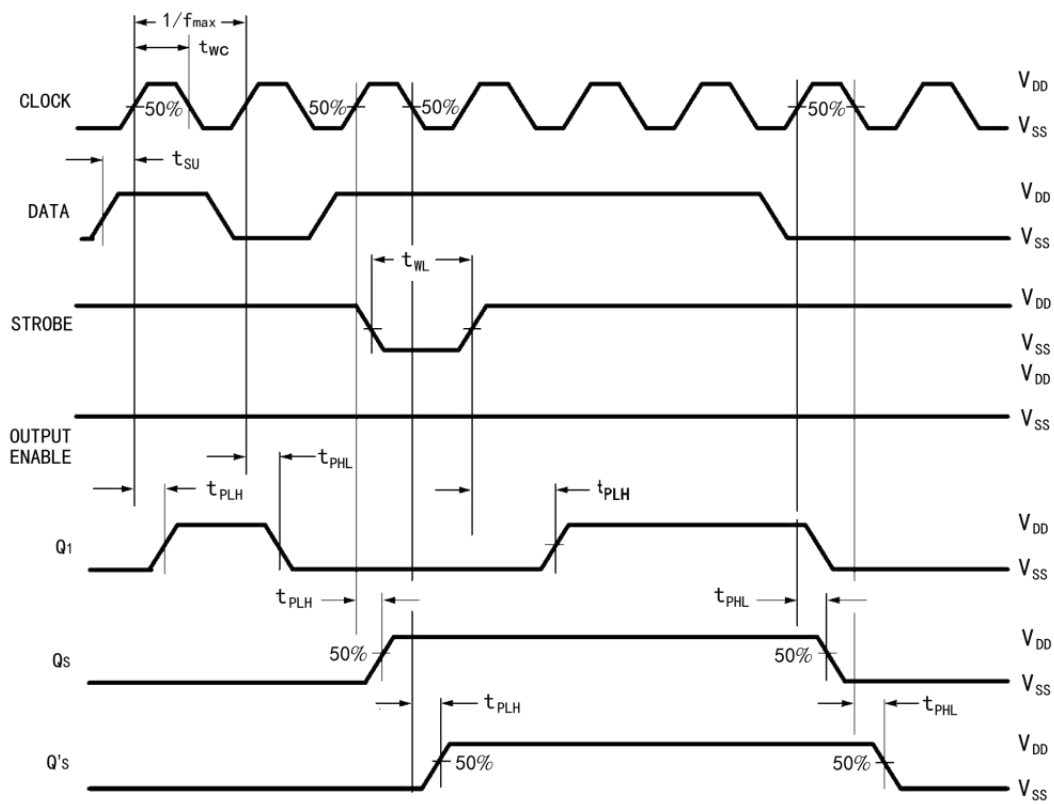 1/fmax
tWC
CLOCK 50% 50% 50% 50% VDD
VSS
tSU
DATA VDD
VSS
tWL
STROBE VDD
VSS
VDD
OUTPUT ENABLE VSS
tPHL
tPLH tPLH
Q1 VDD
VSS
tPLH tPHL
QS 50% 50% VDD
VSS
tPLH tPHL
Q'S 50% 50% VDD
VSS